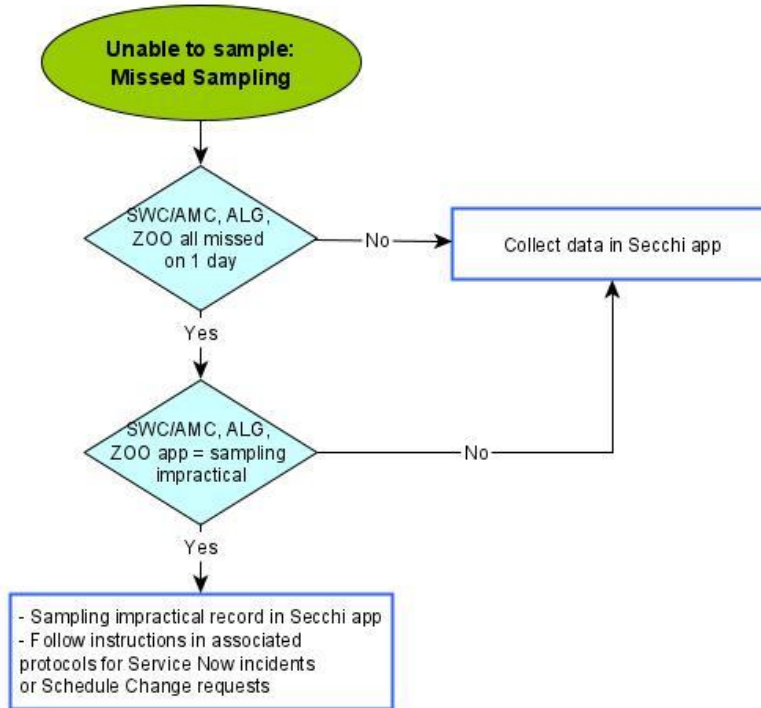 Unable to sample:
Missed Sampling
SWC/AMC, ALG,
ZOO all missed
on 1 day
No
Collect data in Secchi app
Yes
SWC/AMC, ALG,
ZOO app = sampling
impractical
No
Yes
- Sampling impractical record in Secchi app
- Follow instructions in associated
protocols for Service Now incidents
or Schedule Change requests